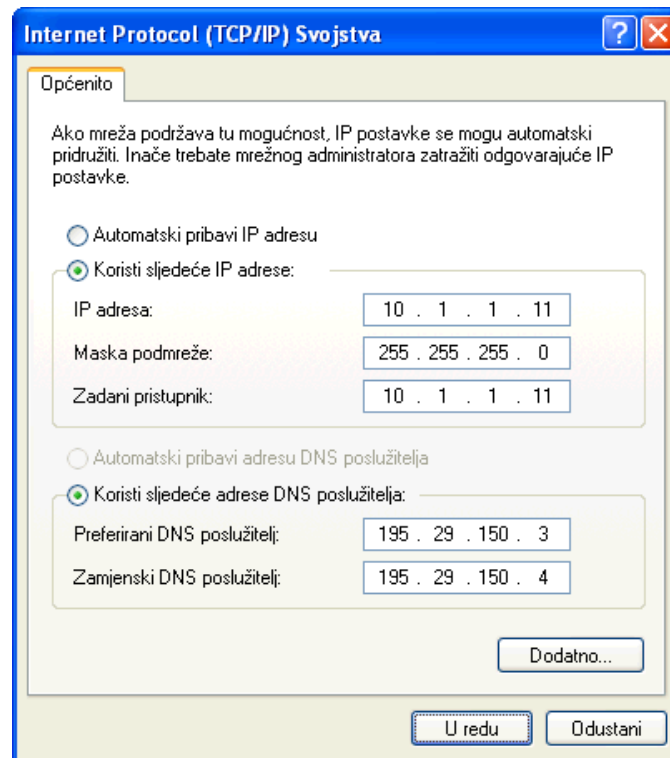 Internet Protocol (TCP/IP) Svojstva
Općenito
Ako mreža podržava tu mogućnost, IP postavke se mogu automatski
pridružiti. Inače trebate mrežnog administratora zatražiti odgovarajuće IP
postavke.
Automatski pribavi IP adresu
Koristi sljedeće IP adrese:
IP adresa: 10 . 1 . 1 . 11
Maska podmreže: 255 . 255 . 255 . 0
Zadani pristupnik: 10 . 1 . 1 . 11
Automatski pribavi adresu DNS poslužitelja
Koristi sljedeće adrese DNS poslužitelja:
Preferirani DNS poslužitelj: 195 . 29 . 150 . 3
Zamjenski DNS poslužitelj: 195 . 29 . 150 . 4
Dodatno...
U redu Odustani